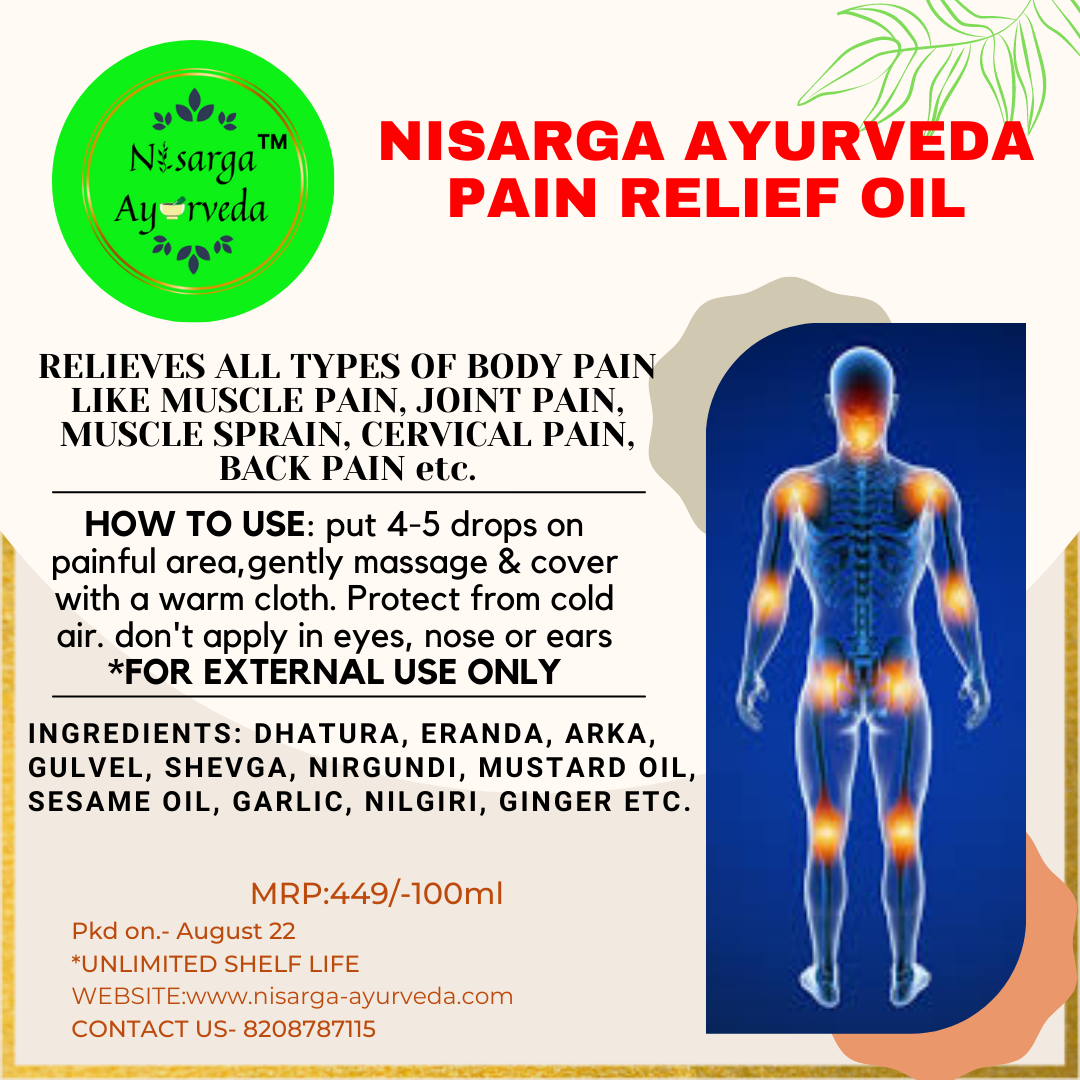 Nisarga™
Ayurveda
NISARGA AYURVEDA
PAIN RELIEF OIL
RELIEVES ALL TYPES OF BODY PAIN
LIKE MUSCLE PAIN, JOINT PAIN,
MUSCLE SPRAIN, CERVICAL PAIN,
BACK PAIN etc.
HOW TO USE: put 4-5 drops on
painful area,gently massage & cover
with a warm cloth. Protect from cold
air. don't apply in eyes, nose or ears
*FOR EXTERNAL USE ONLY
INGREDIENTS: DHATURA, ERANDA, ARKA,
GULVEL, SHEVGA, NIRGUNDI, MUSTARD OIL,
SESAME OIL, GARLIC, NILGIRI, GINGER ETC.
MRP:449/-100ml
Pkd on.- August 22
*UNLIMITED SHELF LIFE
WEBSITE:www.nisarga-ayurveda.com
CONTACT US- 8208787115